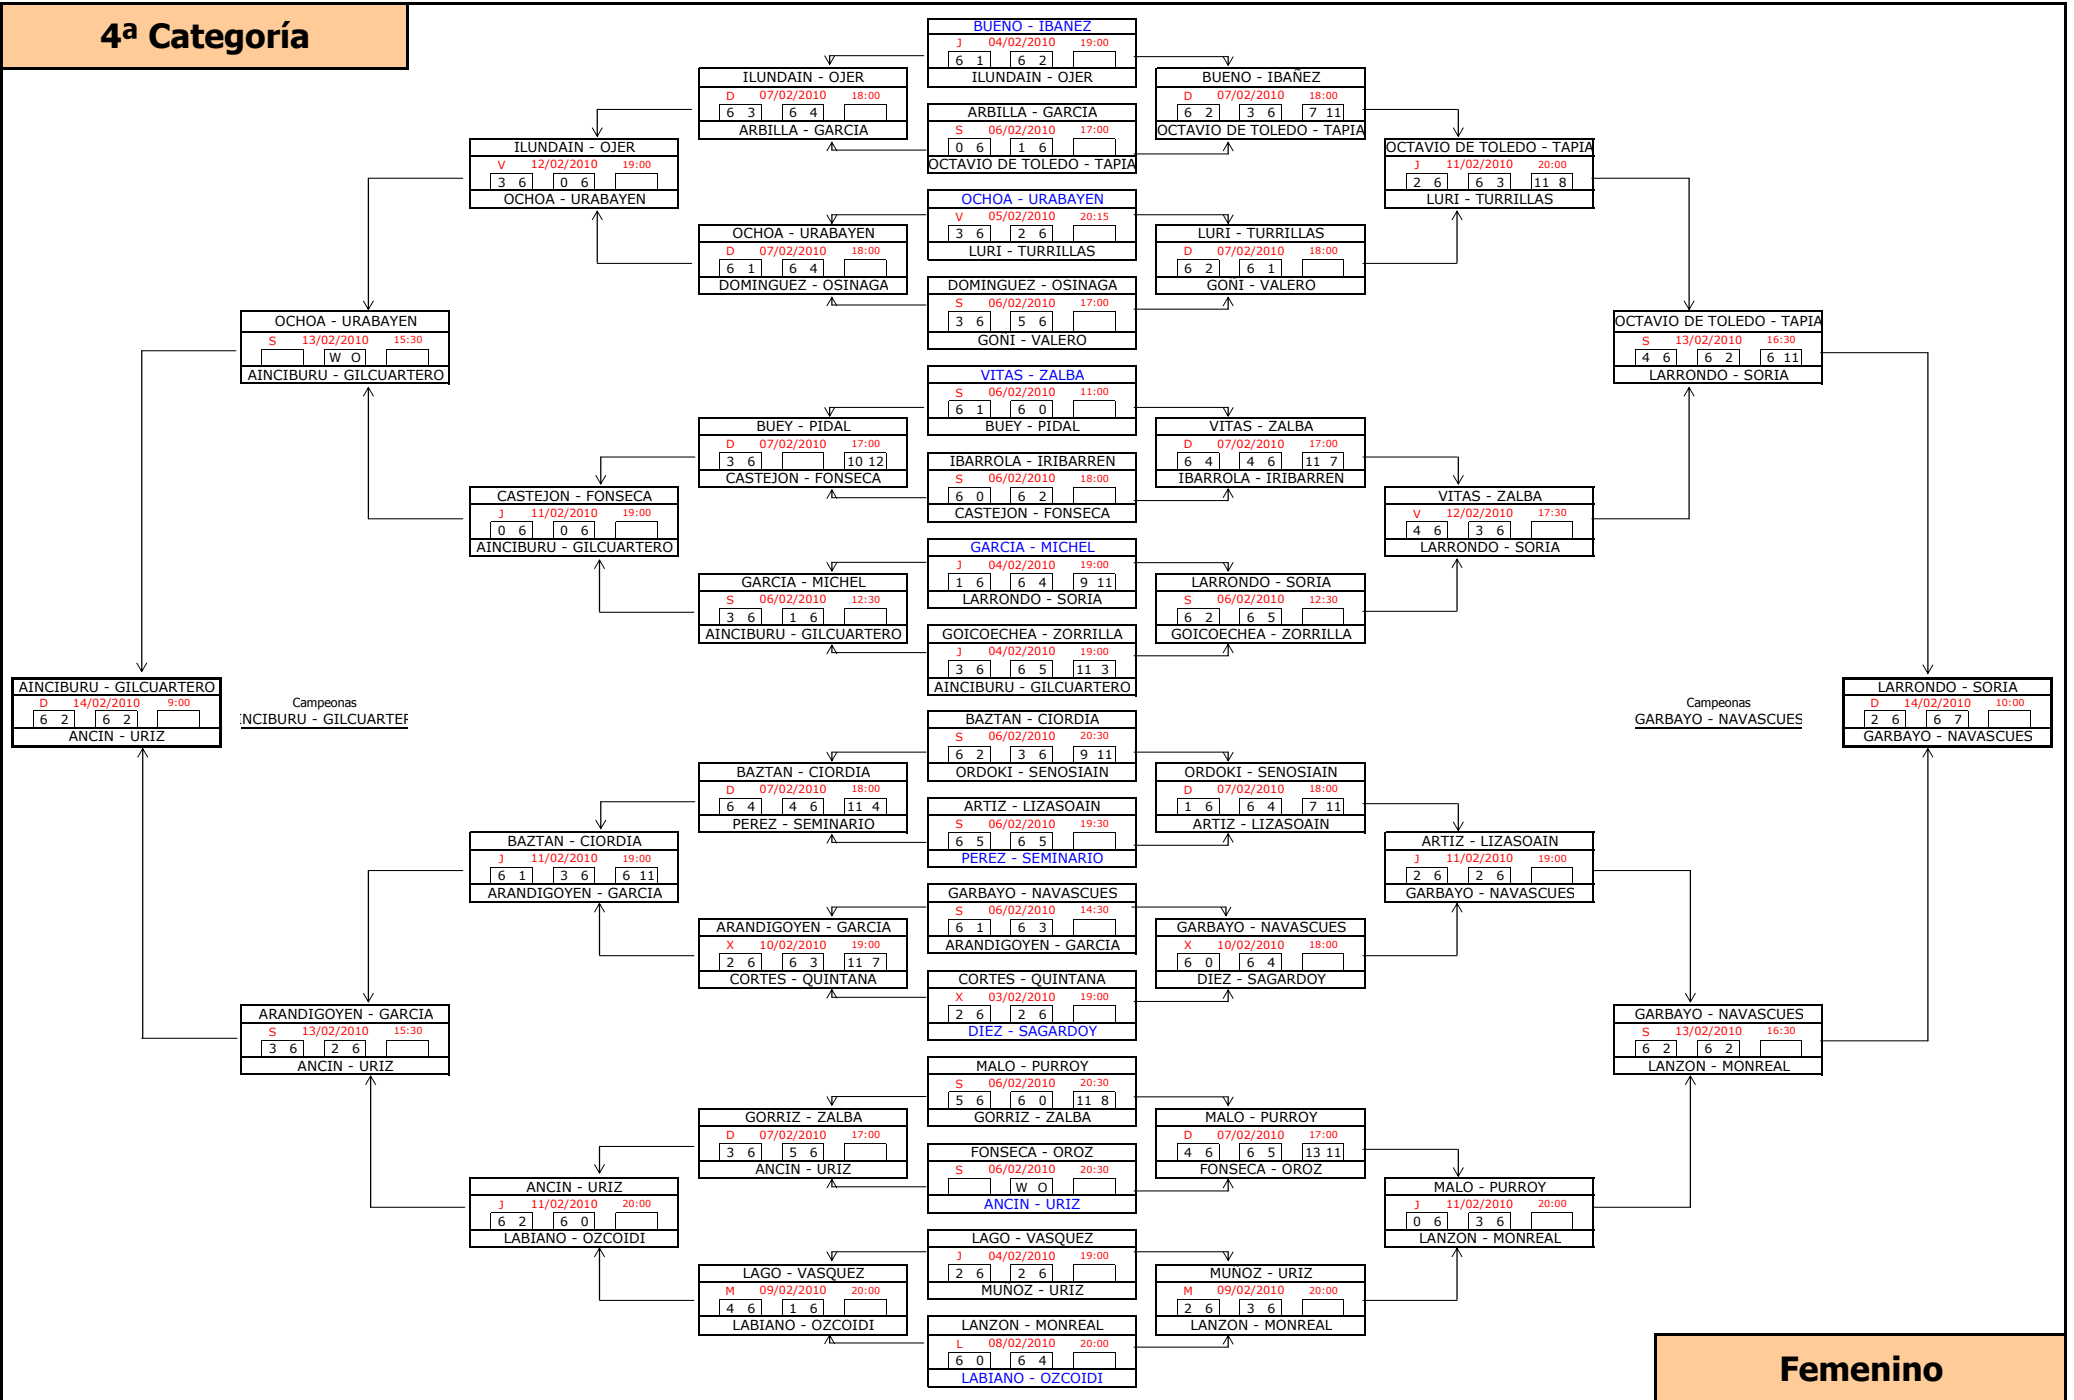 4ª Categoría
BUENO - IBAÑEZ
J 04/02/2010 19:00
6 1 6 2
ILUNDAIN - OJER
ARBILLA - GARCIA
S 06/02/2010 17:00
0 6 1 6
OCTAVIO DE TOLEDO - TAPIA
OCHOA - URABAYEN
V 05/02/2010 20:15
3 6 2 6
LURI - TURRILLAS
DOMINGUEZ - OSINAGA
S 06/02/2010 17:00
3 6 5 6
GOÑI - VALERO
VITAS - ZALBA
S 06/02/2010 11:00
6 1 6 0
BUEY - PIDAL
IBARROLA - IRIBARREN
S 06/02/2010 18:00
6 0 6 2
CASTEJON - FONSECA
GARCIA - MICHEL
J 04/02/2010 19:00
1 6 6 4 9 11
LARRONDO - SORIA
GOICOECHEA - ZORRILLA
J 04/02/2010 19:00
3 6 6 5 11 3
AINCIBURU - GILCUARTERO
BAZTAN - CIORDIA
S 06/02/2010 20:30
6 2 3 6 9 11
ORDOKI - SENOSIAIN
ARTIZ - LIZASOAIN
S 06/02/2010 19:30
6 5 6 5
PEREZ - SEMINARIO
GARBAYO - NAVASCUES
S 06/02/2010 14:30
6 1 6 3
ARANDIGOYEN - GARCIA
CORTES - QUINTANA
X 03/02/2010 19:00
2 6 2 6
DIEZ - SAGARDOY
MALO - PURROY
S 06/02/2010 20:30
5 6 6 0 11 8
GORRIZ - ZALBA
FONSECA - OROZ
S 06/02/2010 20:30
W O
ANCIN - URIZ
LAGO - VASQUEZ
J 04/02/2010 19:00
2 6 2 6
MUÑOZ - URIZ
LANZON - MONREAL
L 08/02/2010 20:00
6 0 6 4
LABIANO - OZCOIDI
ILUNDAIN - OJER
D 07/02/2010 18:00
6 3 6 4
ARBILLA - GARCIA
OCHOA - URABAYEN
D 07/02/2010 18:00
6 1 6 4
DOMINGUEZ - OSINAGA
BUEY - PIDAL
D 07/02/2010 17:00
3 6 10 12
CASTEJON - FONSECA
GARCIA - MICHEL
S 06/02/2010 12:30
3 6 1 6
AINCIBURU - GILCUARTERO
BAZTAN - CIORDIA
D 07/02/2010 18:00
6 4 4 6 11 4
PEREZ - SEMINARIO
ARANDIGOYEN - GARCIA
X 10/02/2010 19:00
2 6 6 3 11 7
CORTES - QUINTANA
GORRIZ - ZALBA
D 07/02/2010 17:00
3 6 5 6
ANCIN - URIZ
LAGO - VASQUEZ
M 09/02/2010 20:00
4 6 1 6
LABIANO - OZCOIDI
ILUNDAIN - OJER
V 12/02/2010 19:00
3 6 0 6
OCHOA - URABAYEN
CASTEJON - FONSECA
J 11/02/2010 19:00
0 6 0 6
AINCIBURU - GILCUARTERO
BAZTAN - CIORDIA
J 11/02/2010 19:00
6 1 3 6 6 11
ARANDIGOYEN - GARCIA
ANCIN - URIZ
J 11/02/2010 20:00
6 2 6 0
LABIANO - OZCOIDI
OCHOA - URABAYEN
S 13/02/2010 15:30
W O
AINCIBURU - GILCUARTERO
ARANDIGOYEN - GARCIA
S 13/02/2010 15:30
3 6 2 6
ANCIN - URIZ
AINCIBURU - GILCUARTERO
D 14/02/2010 9:00
6 2 6 2
ANCIN - URIZ
Campeonas
INCIBURU - GILCUARTER
BUENO - IBAÑEZ
D 07/02/2010 18:00
6 2 3 6 7 11
OCTAVIO DE TOLEDO - TAPIA
LURI - TURRILLAS
D 07/02/2010 18:00
6 2 6 1
GOÑI - VALERO
VITAS - ZALBA
D 07/02/2010 17:00
6 4 4 6 11 7
IBARROLA - IRIBARREN
LARRONDO - SORIA
S 06/02/2010 12:30
6 2 6 5
GOICOECHEA - ZORRILLA
ORDOKI - SENOSIAIN
D 07/02/2010 18:00
1 6 6 4 7 11
ARTIZ - LIZASOAIN
GARBAYO - NAVASCUES
X 10/02/2010 18:00
6 0 6 4
DIEZ - SAGARDOY
MALO - PURROY
D 07/02/2010 17:00
4 6 6 5 13 11
FONSECA - OROZ
MUÑOZ - URIZ
M 09/02/2010 20:00
2 6 3 6
LANZON - MONREAL
OCTAVIO DE TOLEDO - TAPIA
J 11/02/2010 20:00
2 6 6 3 11 8
LURI - TURRILLAS
VITAS - ZALBA
V 12/02/2010 17:30
4 6 3 6
LARRONDO - SORIA
ARTIZ - LIZASOAIN
J 11/02/2010 19:00
2 6 2 6
GARBAYO - NAVASCUES
MALO - PURROY
J 11/02/2010 20:00
0 6 3 6
LANZON - MONREAL
OCTAVIO DE TOLEDO - TAPIA
S 13/02/2010 16:30
4 6 6 2 6 11
LARRONDO - SORIA
GARBAYO - NAVASCUES
S 13/02/2010 16:30
6 2 6 2
LANZON - MONREAL
Campeonas
GARBAYO - NAVASCUES
LARRONDO - SORIA
D 14/02/2010 10:00
2 6 6 7
GARBAYO - NAVASCUES
Femenino